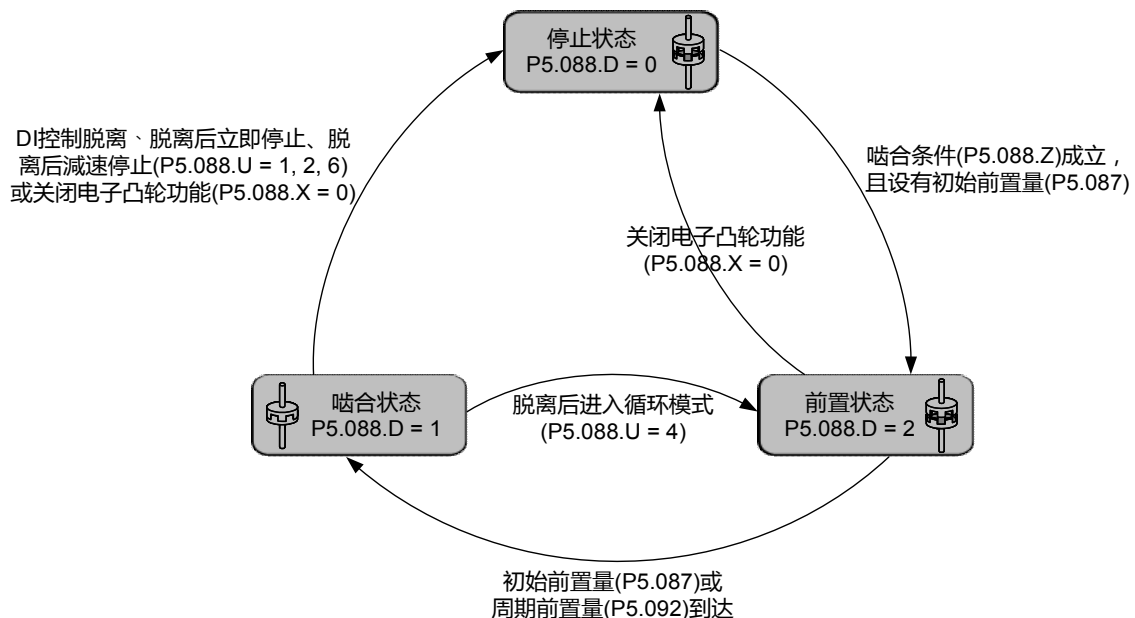 停止状态
P5.088.D = 0
DI控制脱离、脱离后立即停止、脱
离后減速停止(P5.088.U = 1, 2, 6)
或关闭电子凸轮功能(P5.088.X = 0)
啮合条件(P5.088.Z)成立，
且设有初始前置量(P5.087)
关闭电子凸轮功能
(P5.088.X = 0)
啮合状态
P5.088.D = 1
脱离后进入循环模式
(P5.088.U = 4)
前置状态
P5.088.D = 2
初始前置量(P5.087)或
周期前置量(P5.092)到达